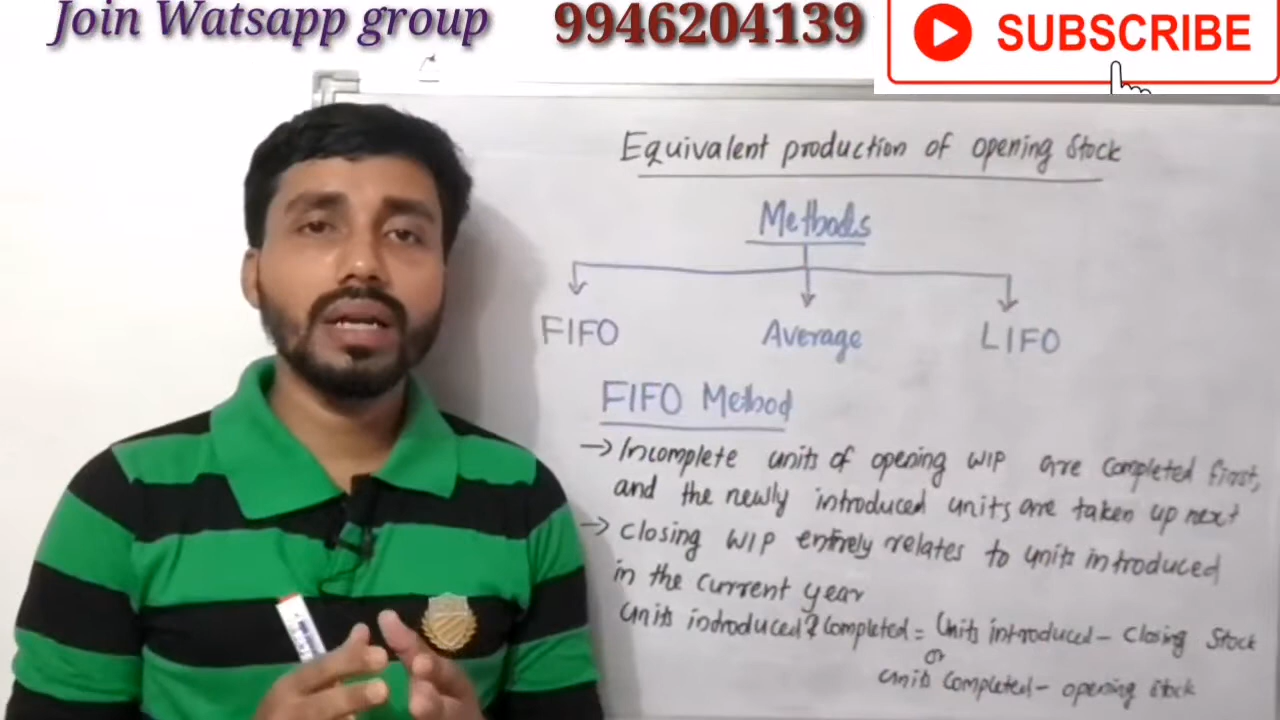 Join Watsapp group 9946204139 SUBSCRIBE
Equivalent production of opening Stock
Methods
FIFO Average LIFO
FIFO Method
→ Incomplete units of opening WIP are completed first,
and the newly introduced units are taken up next
→ Closing WIP entirely relates to units introduced
in the current year
Units introduced & Completed = Units introduced - Closing Stock
or
Units Completed - opening stock